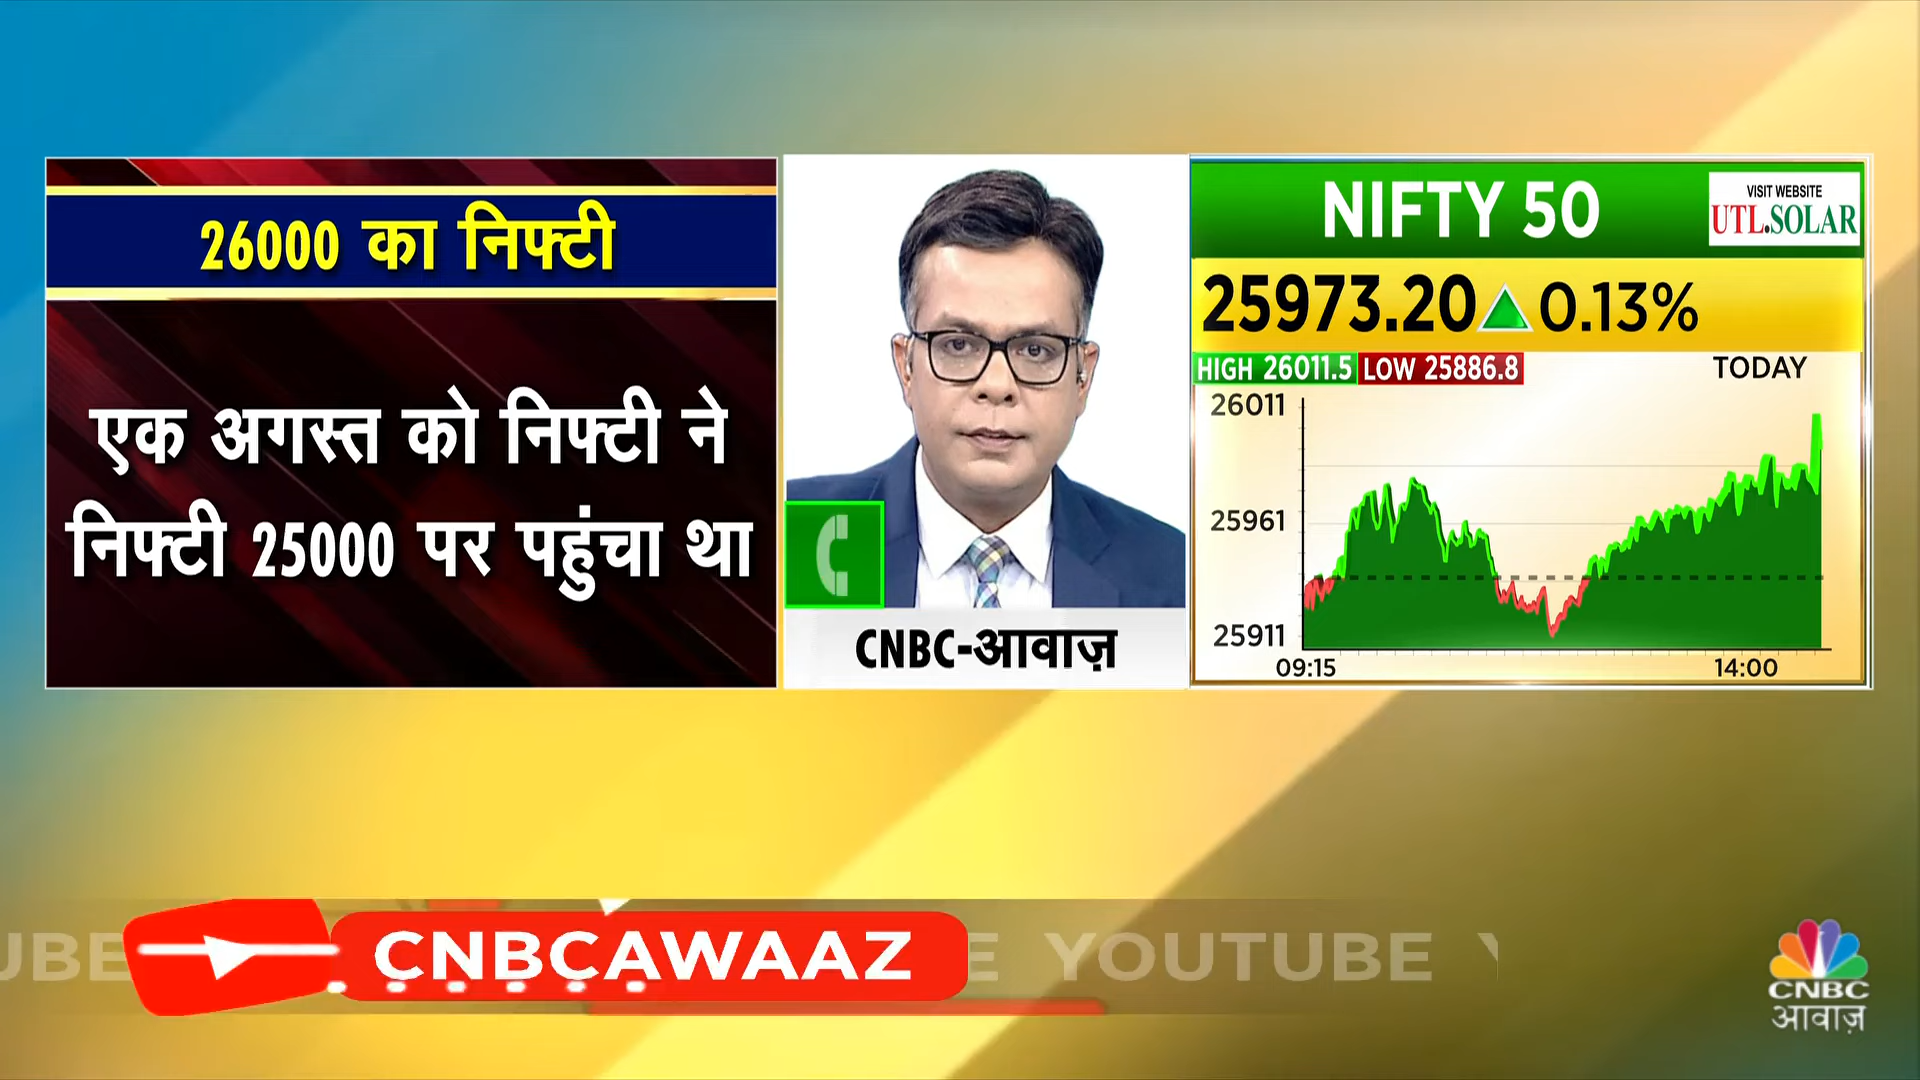 26000 का निफ्टी
एक अगस्त को निफ्टी ने
निफ्टी 25000 पर पहुंचा था
CNBC-आवाज़
NIFTY 50
VISIT WEBSITE
UTL.SOLAR
25973.20 0.13%
HIGH 26011.5 LOW 25886.8
TODAY
26011
25961
25911
09:15 14:00
UBE CNBCAWAAZ E YOUTUBE Y
CNBC
आवाज़